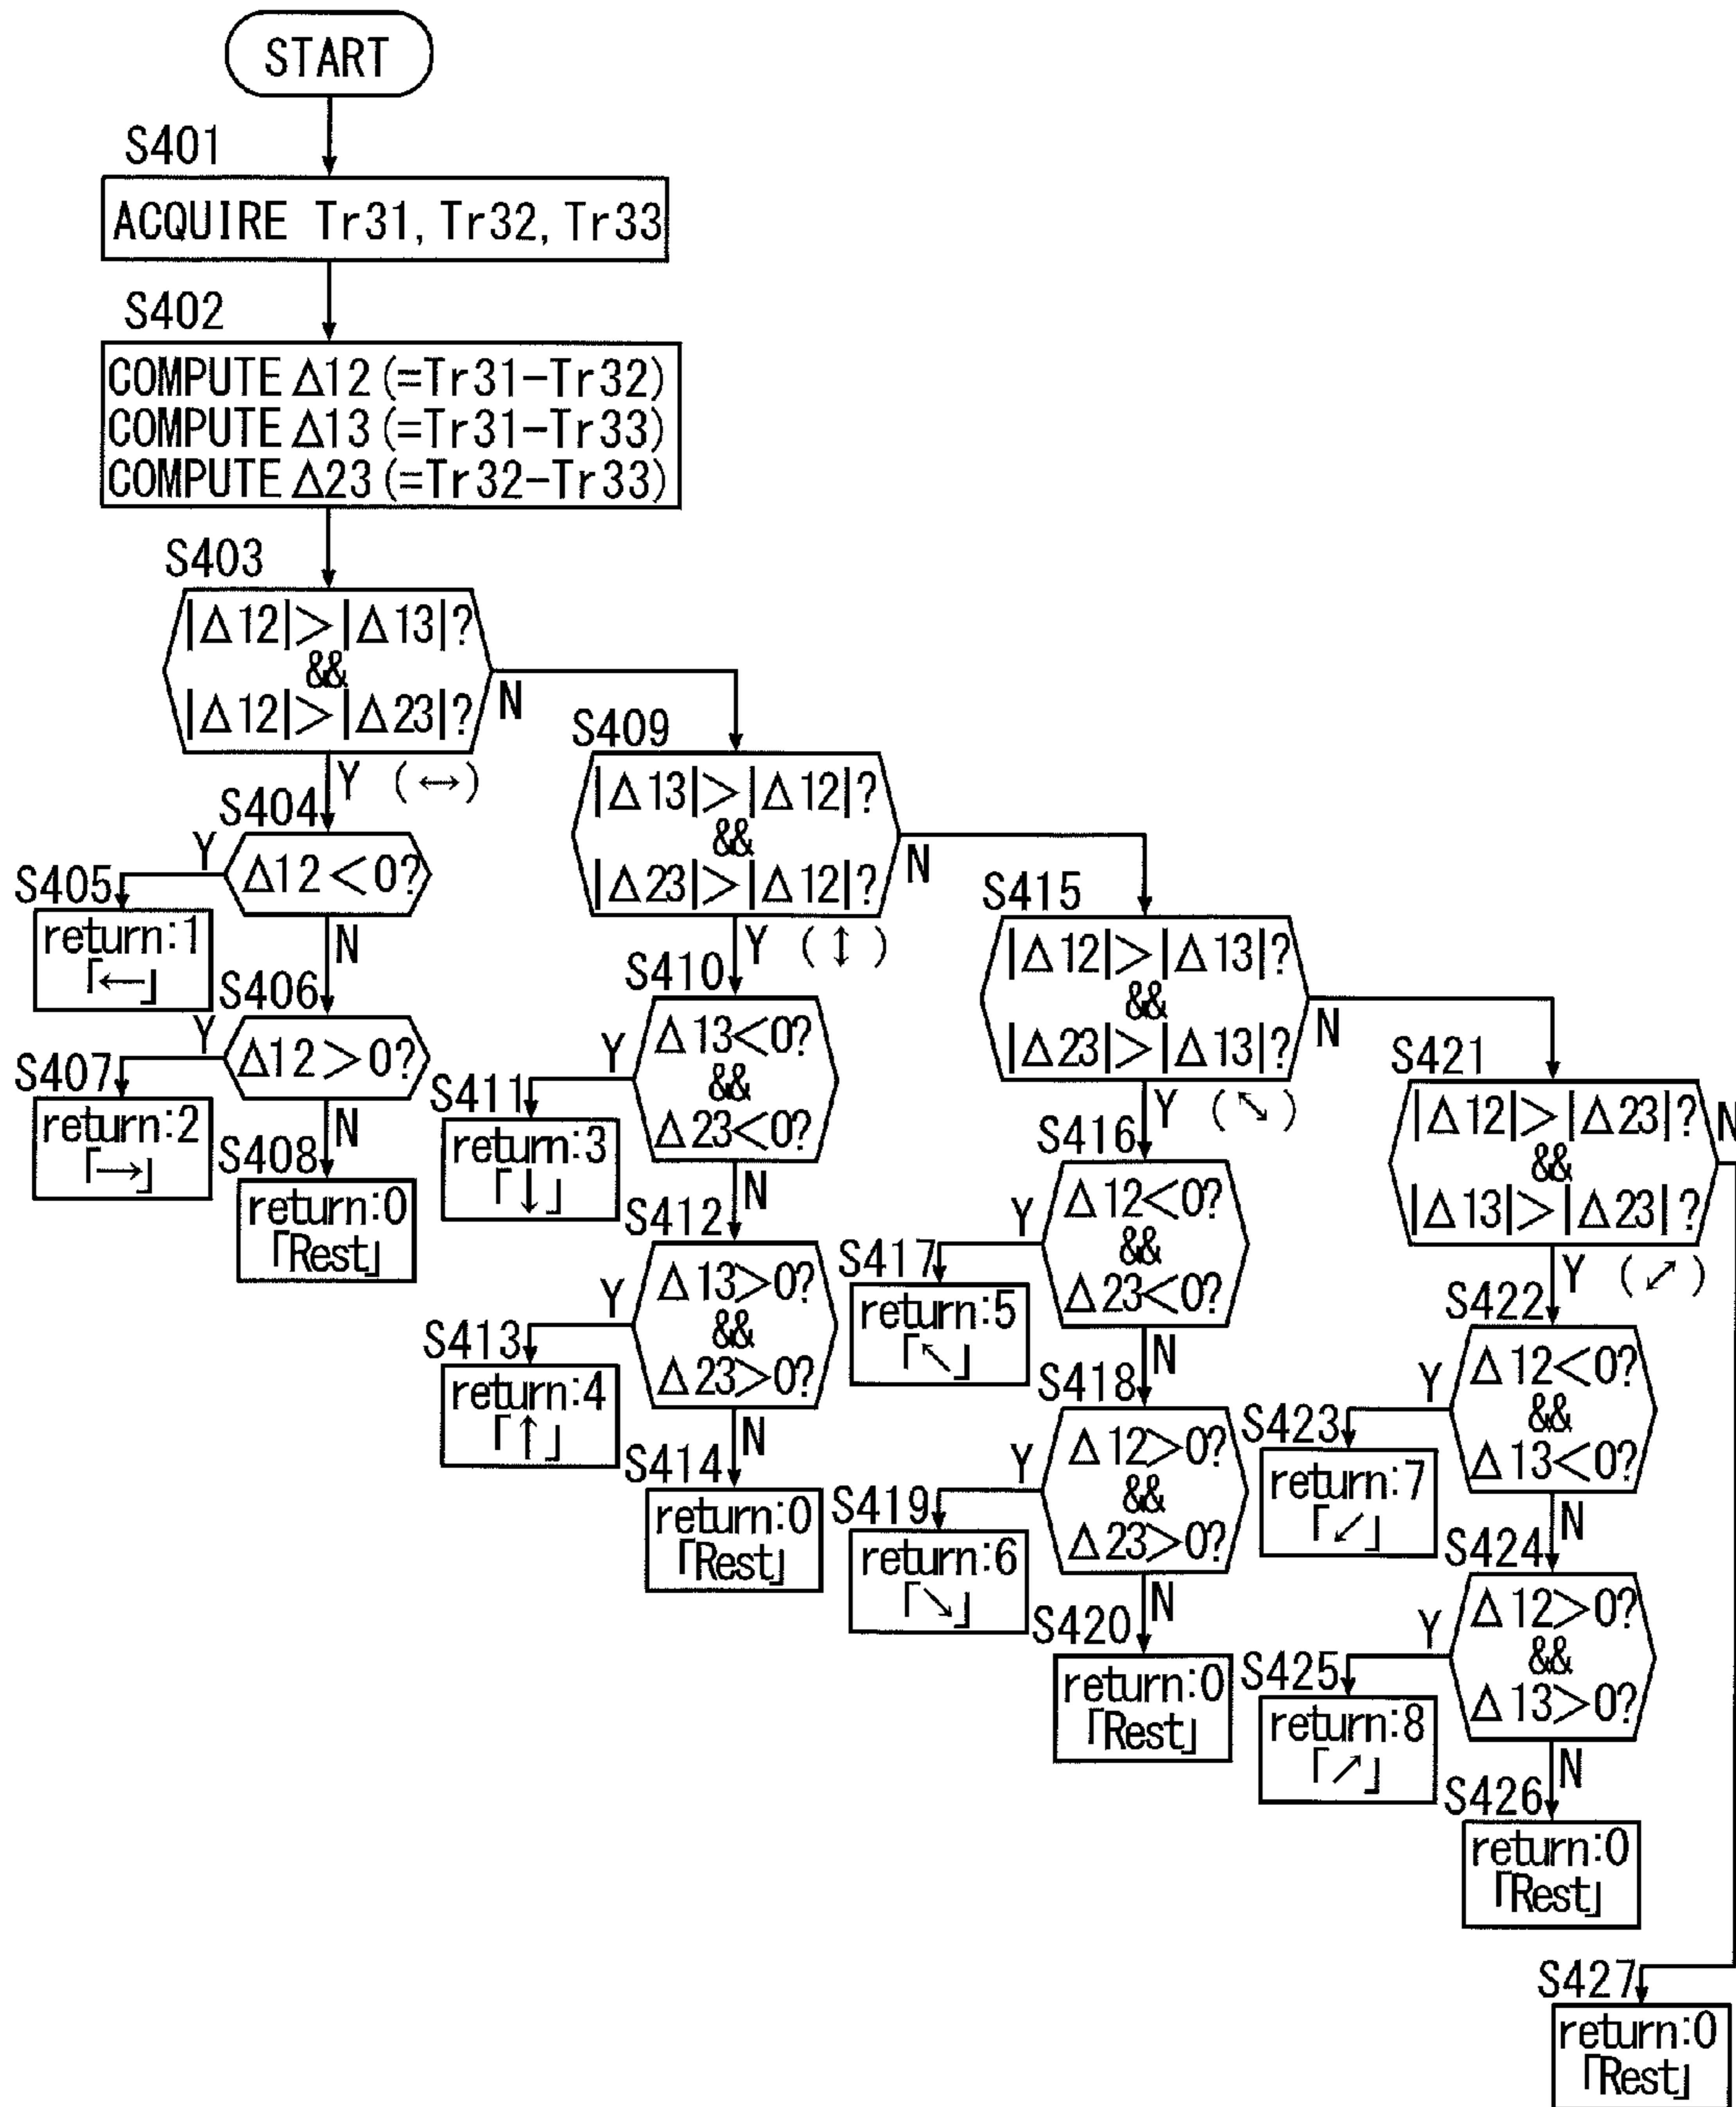 START
S401
ACQUIRE Tr31, Tr32, Tr33
S402
COMPUTE Δ12 (=Tr31-Tr32)
COMPUTE Δ13 (=Tr31-Tr33)
COMPUTE Δ23 (=Tr32-Tr33)
S403
|Δ12|>|Δ13|?
&&
|Δ12|>|Δ23|?
N
Y (↔)
S404
Δ12<0?
Y
S405
return:1
「←」
N
S406
Δ12>0?
Y
S407
return:2
「→」
N
S408
return:0
「Rest」
S409
|Δ13|>|Δ12|?
&&
|Δ23|>|Δ12|?
N
Y (↕)
S410
Δ13<0?
&&
Δ23<0?
Y
S411
return:3
「↓」
N
S412
Δ13>0?
&&
Δ23>0?
Y
S413
return:4
「↑」
N
S414
return:0
「Rest」
S415
|Δ12|>|Δ13|?
&&
|Δ23|>|Δ13|?
N
Y (⤡)
S416
Δ12<0?
&&
Δ23<0?
Y
S417
return:5
「↖」
N
S418
Δ12>0?
&&
Δ23>0?
Y
S419
return:6
「↘」
N
S420
return:0
「Rest」
S421
|Δ12|>|Δ23|?
&&
|Δ13|>|Δ23|?
N
Y (⤢)
S422
Δ12<0?
&&
Δ13<0?
Y
S423
return:7
「↙」
N
S424
Δ12>0?
&&
Δ13>0?
Y
S425
return:8
「↗」
N
S426
return:0
「Rest」
S427
return:0
「Rest」